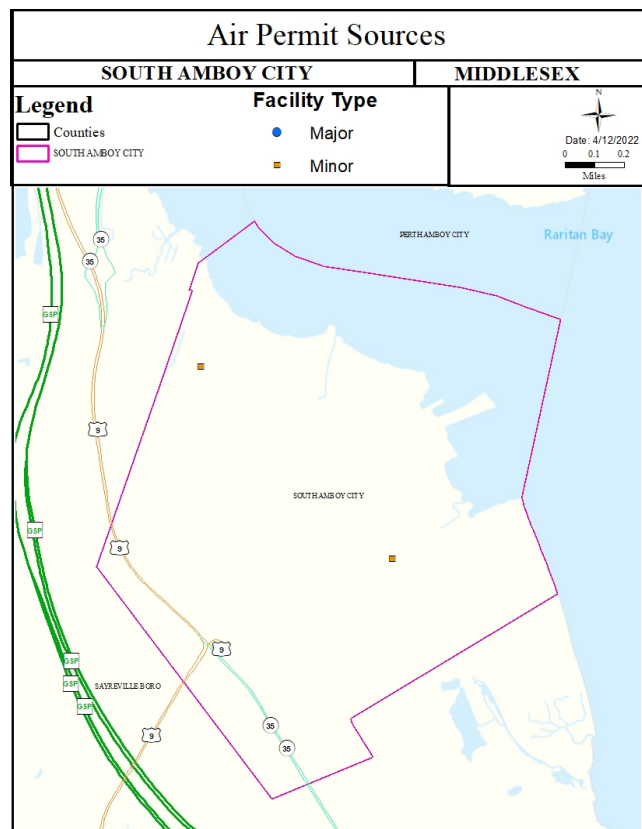 Air Permit Sources
SOUTH AMBOY CITY
MIDDLESEX
Legend
Counties
SOUTH AMBOY CITY
Facility Type
Major
Minor
N
Date: 4/12/2022
0 0.1 0.2
Miles
PERTH AMBOY CITY
Raritan Bay
35
35
GSP
9
SOUTH AMBOY CITY
GSP
9
9
GSP
GSP
SAYREVILLE BORO
GSP
9
35
35